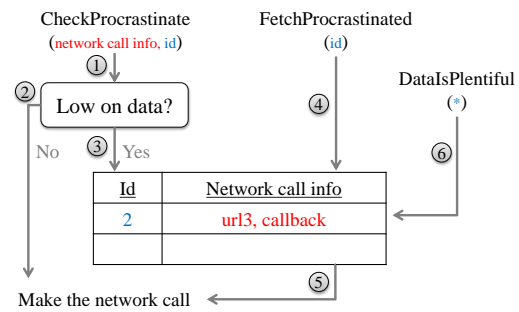 CheckProcrastinate
(network call info, id)
FetchProcrastinated
(id)
DataIsPlentiful
(*)
1
2
Low on data?
4
No
3
Yes
6
Id
Network call info
2
url3, callback
5
Make the network call